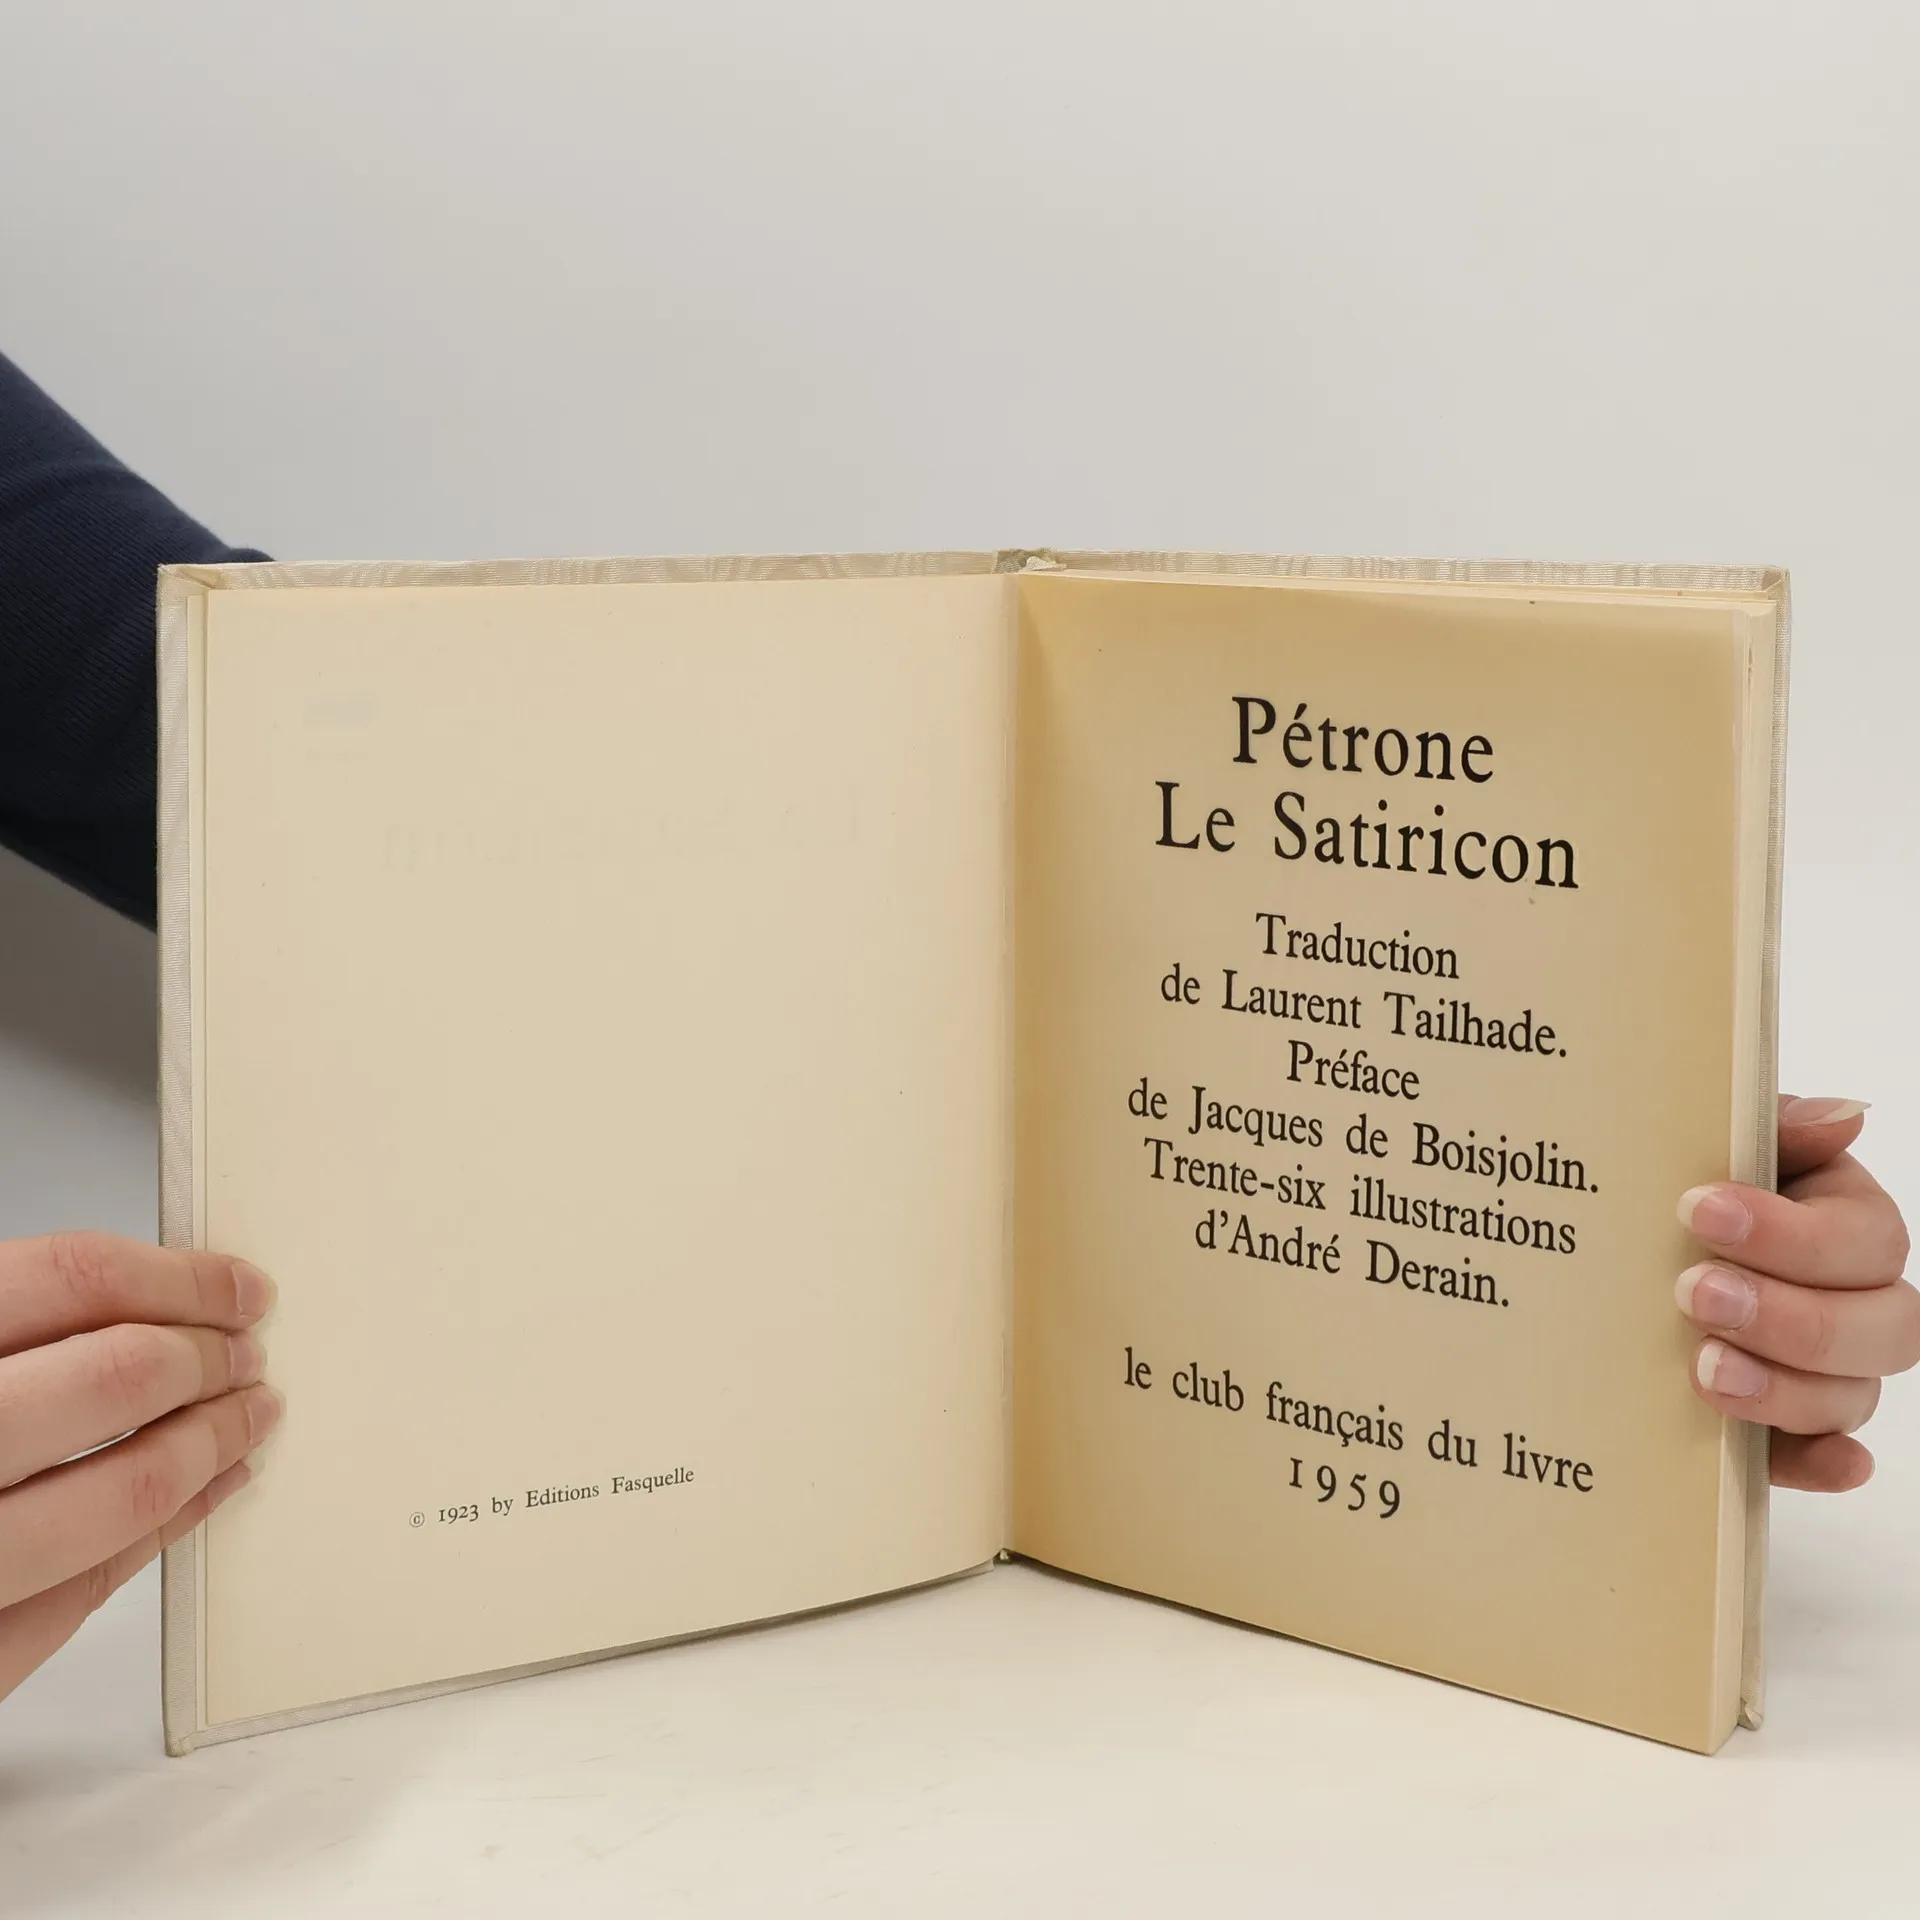 © 1923 by Editions Fasquelle
Pétrone
Le Satiricon
Traduction
de Laurent Tailhade.
Préface
de Jacques de Boisjolin.
Trente-six illustrations
d'André Derain.
le club français du livre
1959